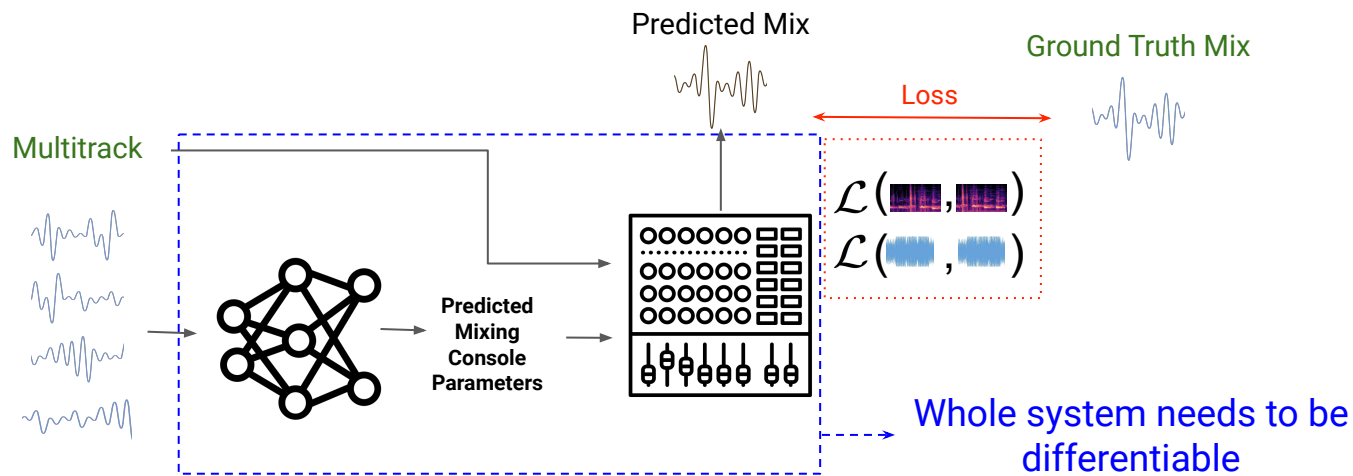 Predicted Mix
Ground Truth Mix
Loss
Multitrack
ℒ( , )
ℒ( , )
Predicted
Mixing
Console
Parameters
Whole system needs to be
differentiable